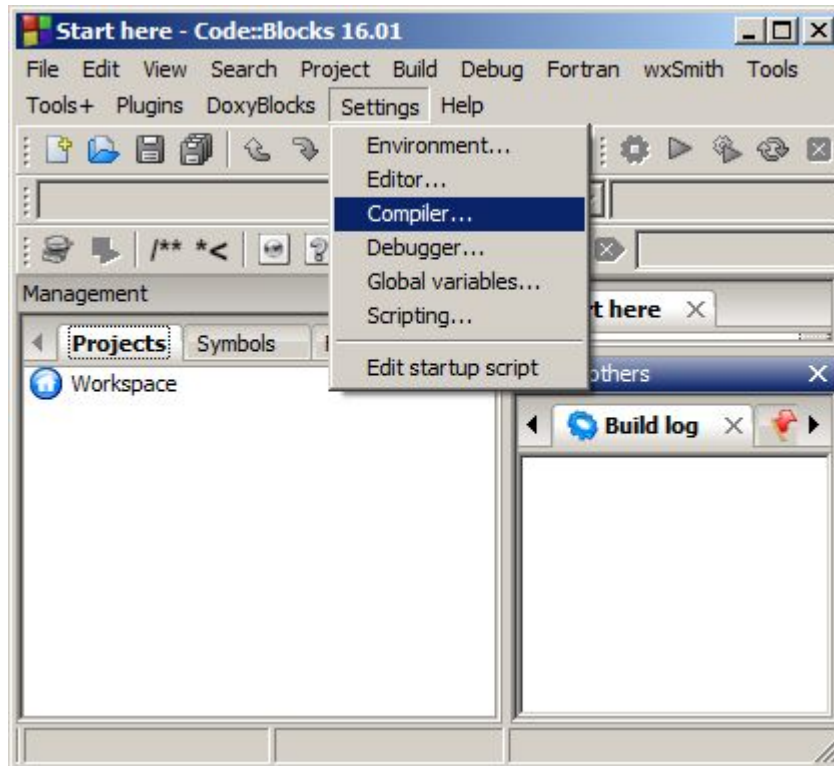 Start here - Code::Blocks 16.01
File Edit View Search Project Build Debug Fortran wxSmith Tools
Tools+ Plugins DoxyBlocks Settings Help
Environment...
Editor...
Compiler...
/** *<
Debugger...
Global variables...
Management
Scripting...
here
Projects Symbols
Edit startup script
others
Workspace
Build log